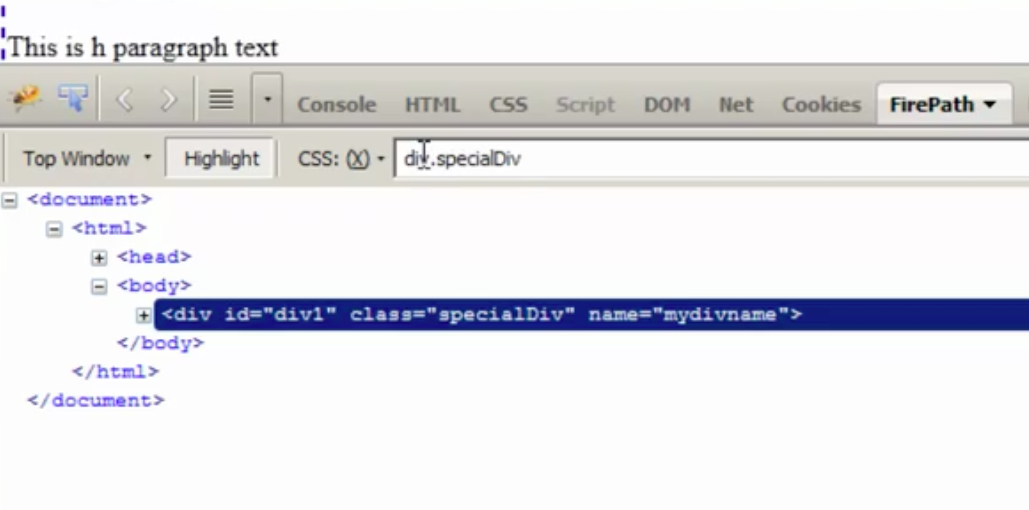 This is h paragraph text
Console HTML CSS Script DOM Net Cookies FirePath
Top Window Highlight CSS: (X) div.specialDiv
<document>
<html>
<head>
<body>
<div id="div1" class="specialDiv" name="mydivname">
</body>
</html>
</document>